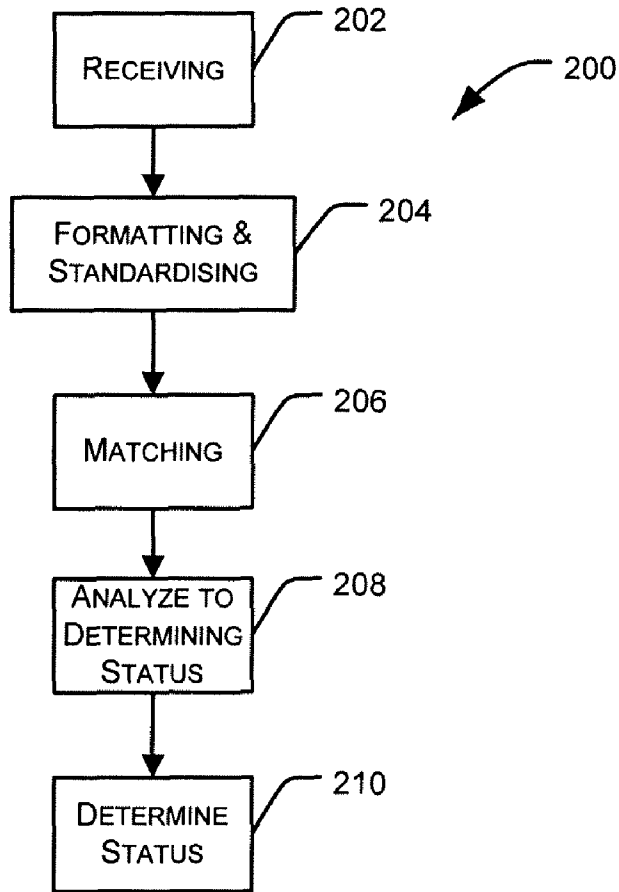 202
RECEIVING
200
204
FORMATTING &
STANDARDISING
206
MATCHING
208
ANALYZE TO
DETERMINING
STATUS
210
DETERMINE
STATUS